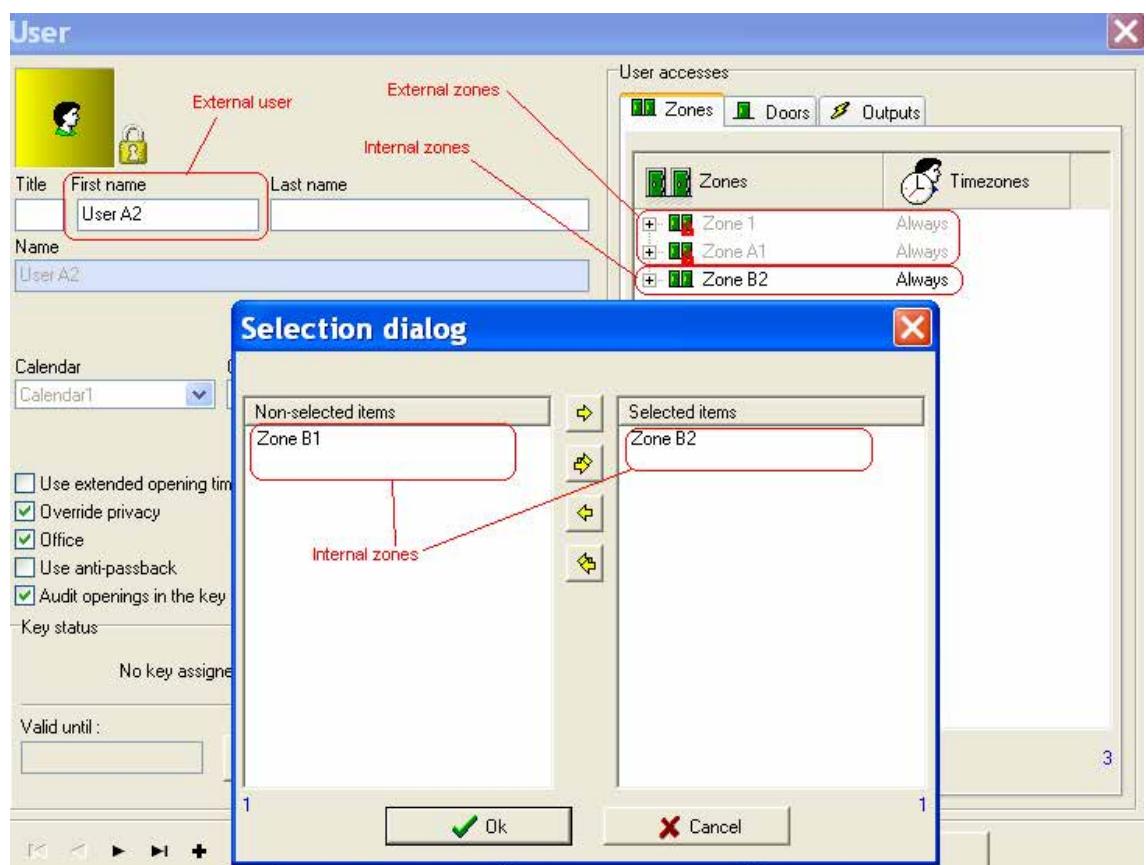 User
External user
External zones
Internal zones
User accesses
Zones
Doors
Outputs
Title
First name
Last name
User A2
Name
User A2
Zones
Timezones
Zone 1
Always
Zone A1
Always
Zone B2
Always
Calendar
Calendar1
Use extended opening tim
Override privacy
Office
Use anti-passback
Audit openings in the key
Key status
No key assigne
Valid until :
Selection dialog
Non-selected items
Selected items
Zone B1
Zone B2
Internal zones
1
1
Ok
Cancel
3